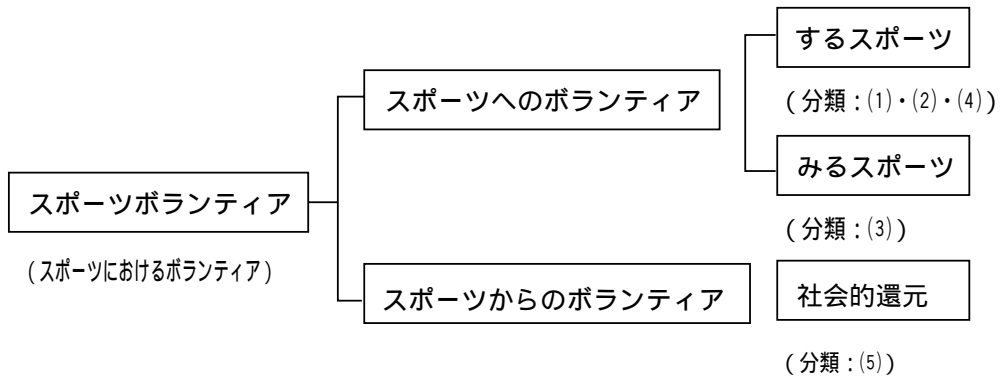 するスポーツ
スポーツへのボランティア
(分類:⑴・⑵・⑷)
みるスポーツ
スポーツボランティア
(分類:⑶)
(スポーツにおけるボランティア)
スポーツからのボランティア
社会的還元
(分類:⑸)